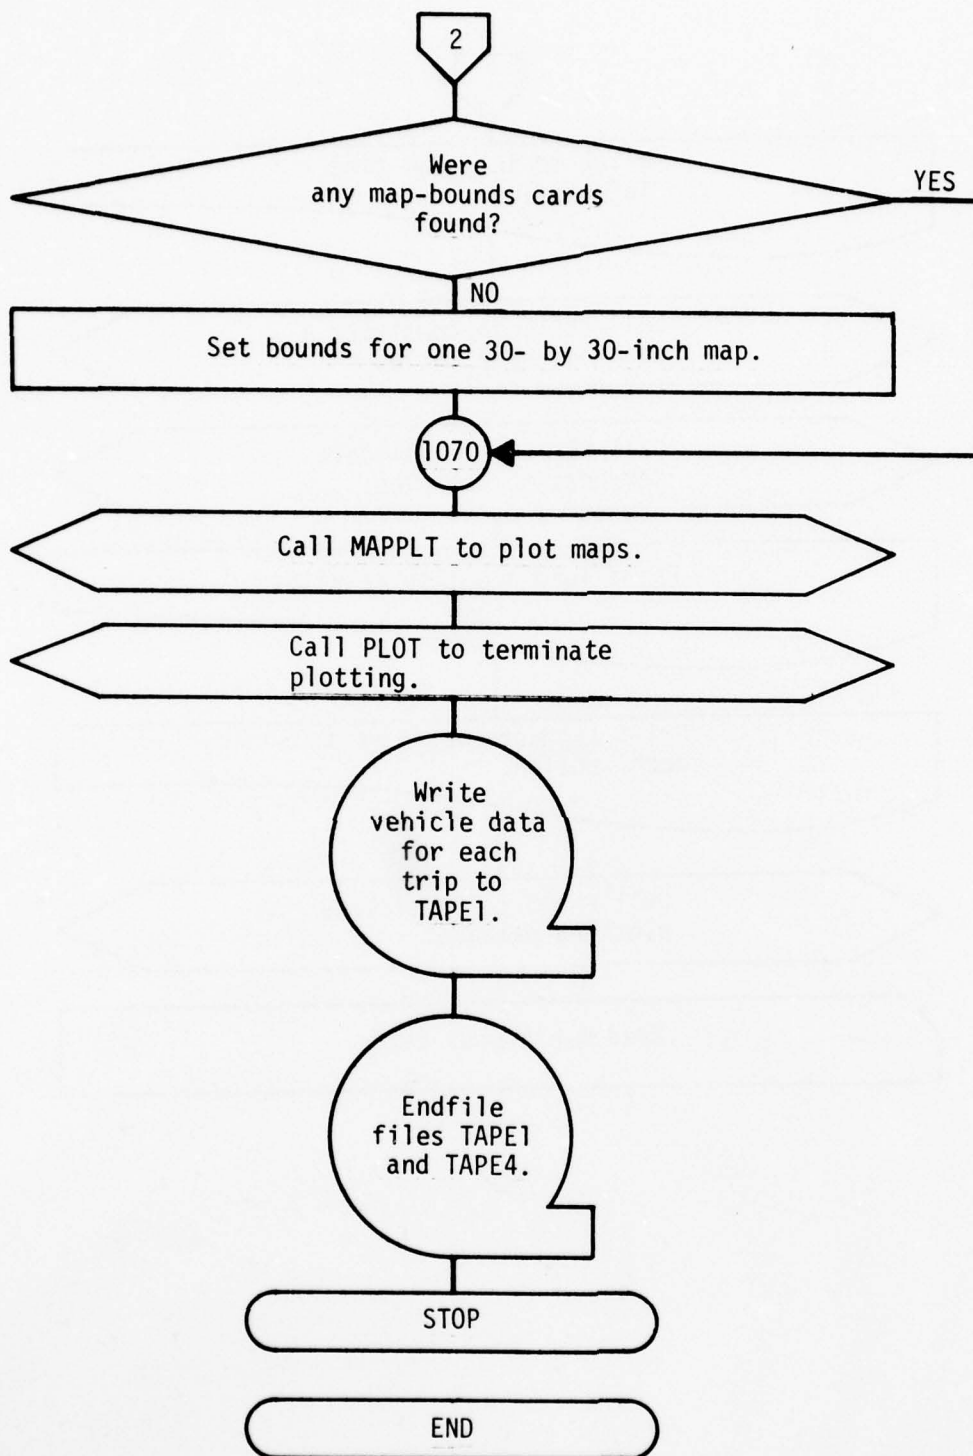 2
Were
any map-bounds cards
found?
YES
NO
Set bounds for one 30- by 30-inch map.
1070
Call MAPPLT to plot maps.
Call PLOT to terminate
plotting.
Write
vehicle data
for each
trip to
TAPE1.
Endfile
files TAPE1
and TAPE4.
STOP
END